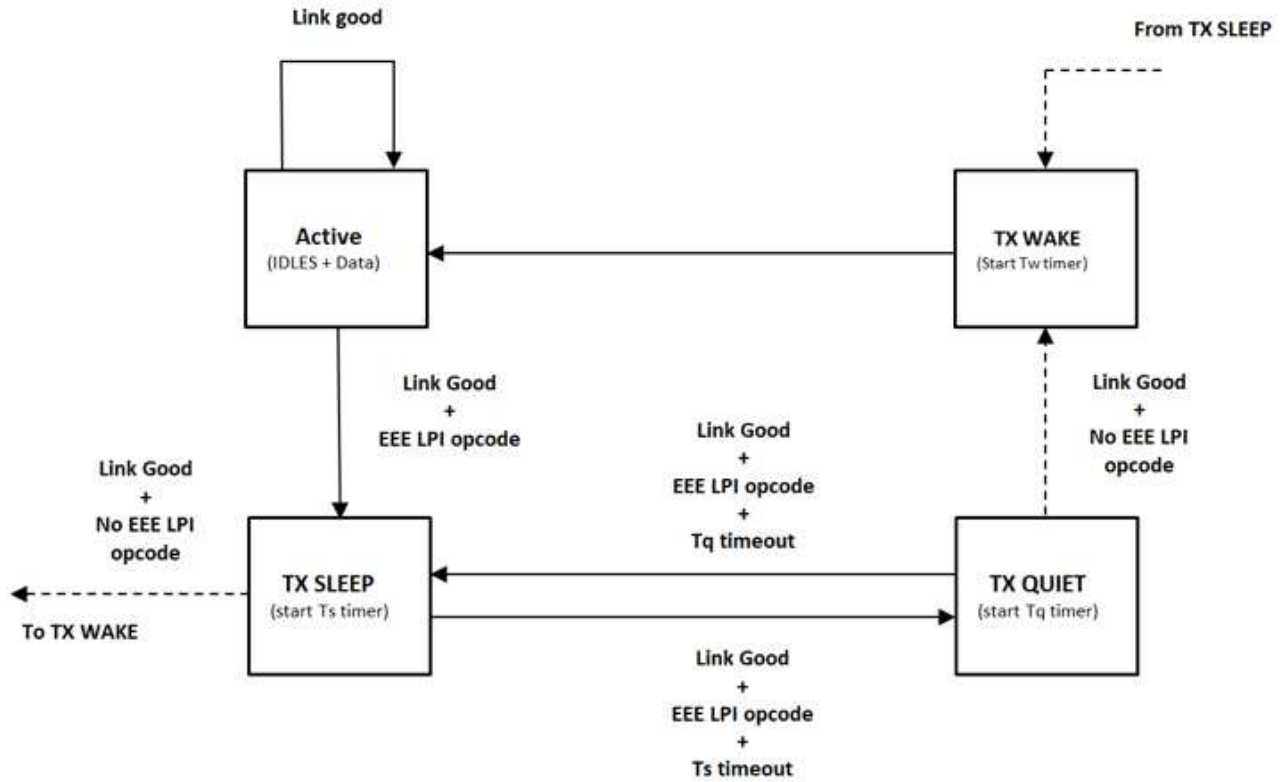 Link good
From TX SLEEP
Active
(IDLES + Data)
TX WAKE
(Start Tw timer)
Link Good
+
EEE LPI opcode
Link Good
+
No EEE LPI
opcode
Link Good
+
EEE LPI opcode
+
Tq timeout
Link Good
+
No EEE LPI
opcode
TX SLEEP
(start Ts timer)
TX QUIET
(start Tq timer)
To TX WAKE
Link Good
+
EEE LPI opcode
+
Ts timeout